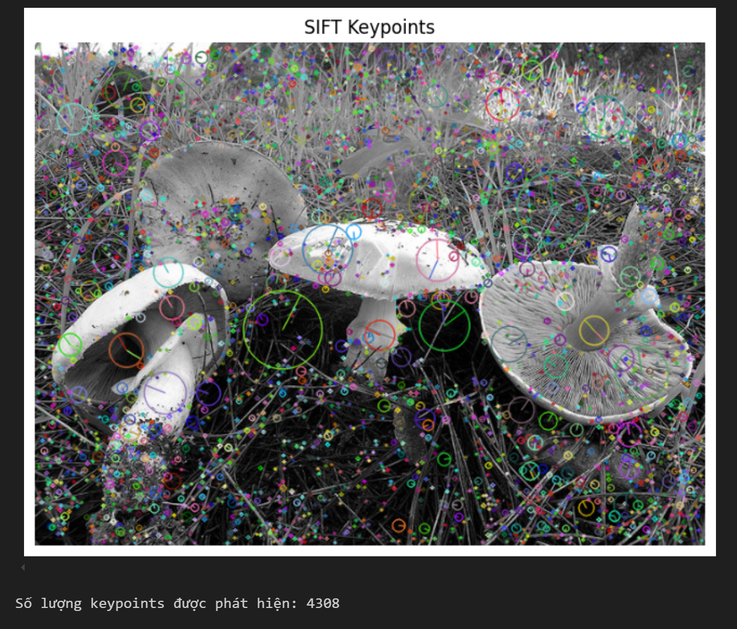 SIFT Keypoints
Số lượng keypoints được phát hiện: 4308